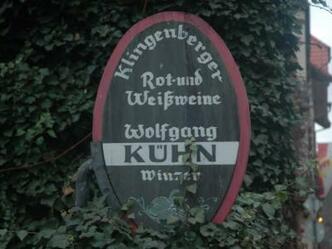 Klingenberger
Rot-und
Weißweine
Wolfgang
KÜHN
Winzer